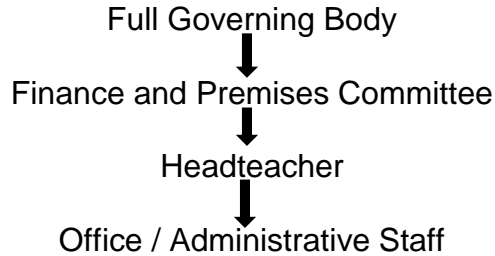 Full Governing Body
Finance and Premises Committee
Headteacher
Office / Administrative Staff